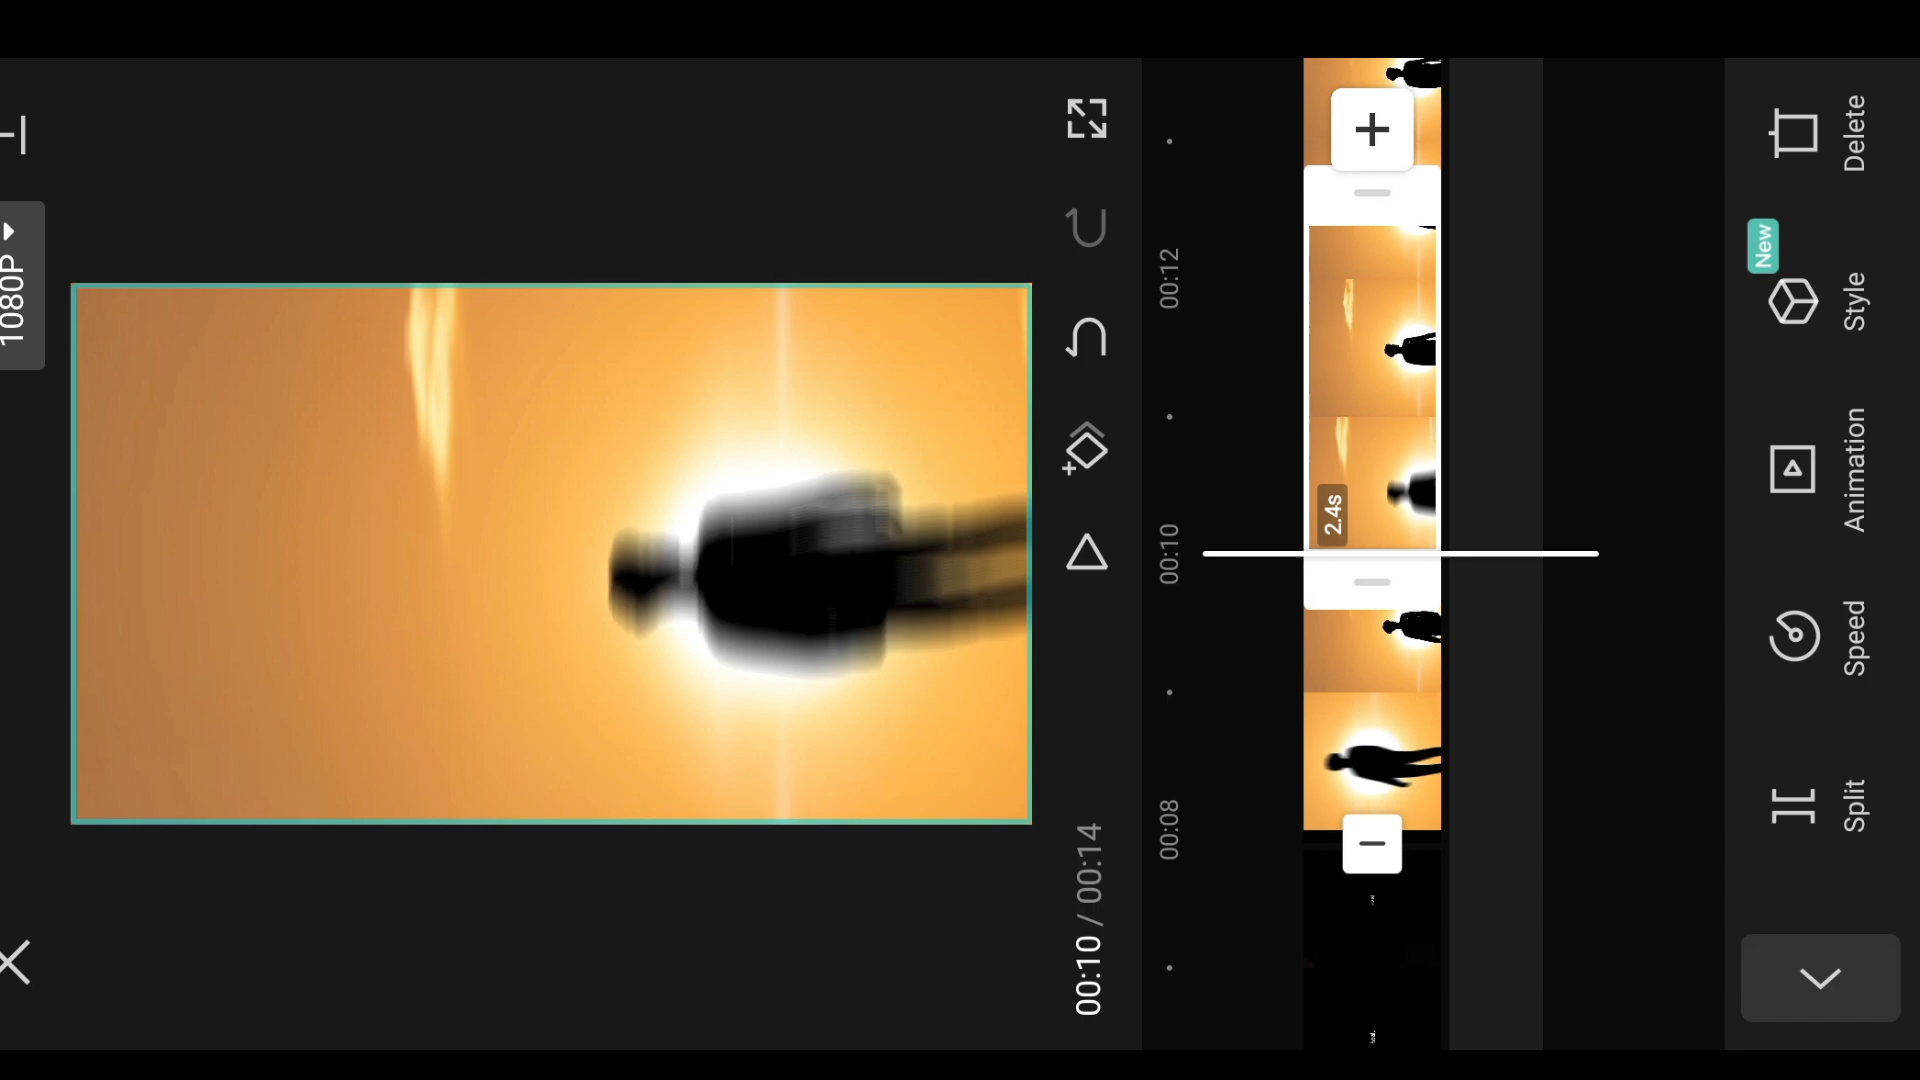 1080P
00:10 / 00:14
00:08
00:10
00:12
2.4s
Split
Speed
Animation
New
Style
Delete